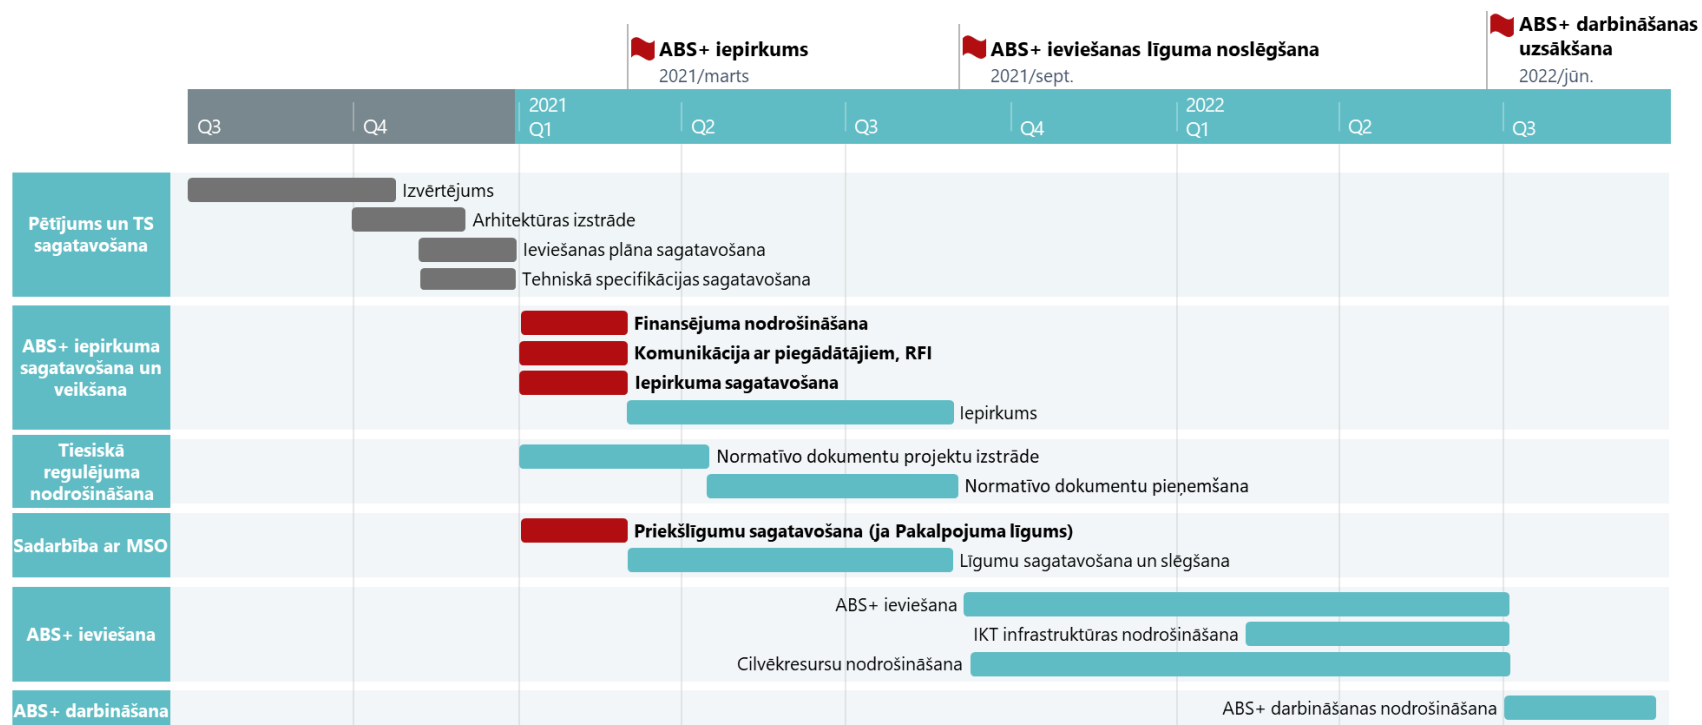 ABS+ iepirkums
2021/marts
ABS+ ieviešanas līguma noslēgšana
2021/sept.
ABS+ darbināšanas
uzsākšana
2022/jūn.
Q3
Q4
2021
Q1
Q2
Q3
Q4
2022
Q1
Q2
Q3
Pētījums un TS
sagatavošana
Izvērtējums
Arhitektūras izstrāde
Ieviešanas plāna sagatavošana
Tehniskā specifikācijas sagatavošana
ABS+ iepirkuma
sagatavošana un
veikšana
Finansējuma nodrošināšana
Komunikācija ar piegādātājiem, RFI
Iepirkuma sagatavošana
Iepirkums
Tiesiskā
regulējuma
nodrošināšana
Normatīvo dokumentu projektu izstrāde
Normatīvo dokumentu pieņemšana
Sadarbība ar MSO
Priekšlīgumu sagatavošana (ja Pakalpojuma līgums)
Līgumu sagatavošana un slēgšana
ABS+ ieviešana
ABS+ ieviešana
IKT infrastruktūras nodrošināšana
Cilvēkresursu nodrošināšana
ABS+ darbināšana
ABS+ darbināšanas nodrošināšana